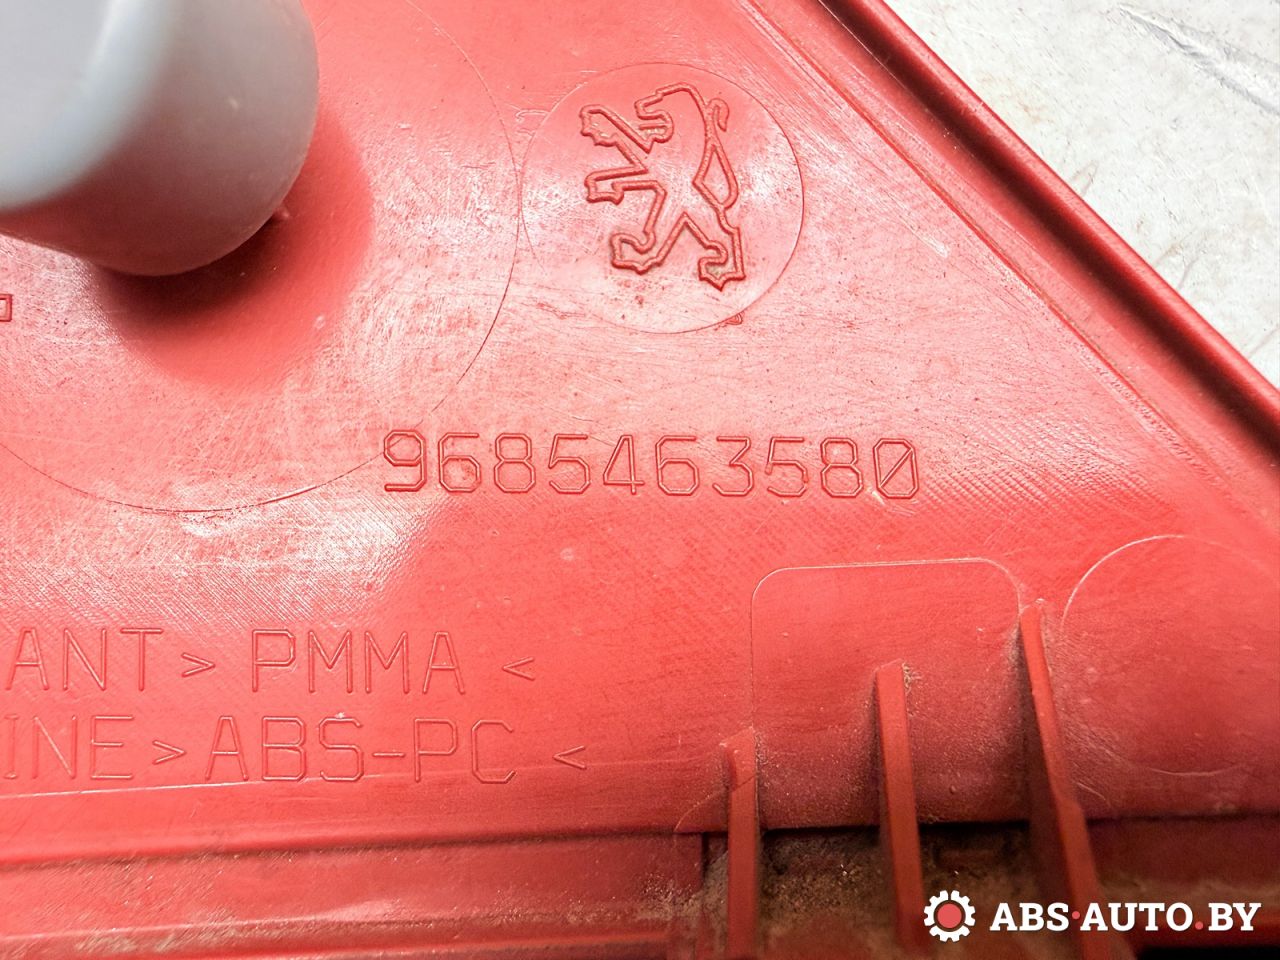 9685463580
ANT > PMMA <
INE > ABS-PC <
ABS·AUTO.BY